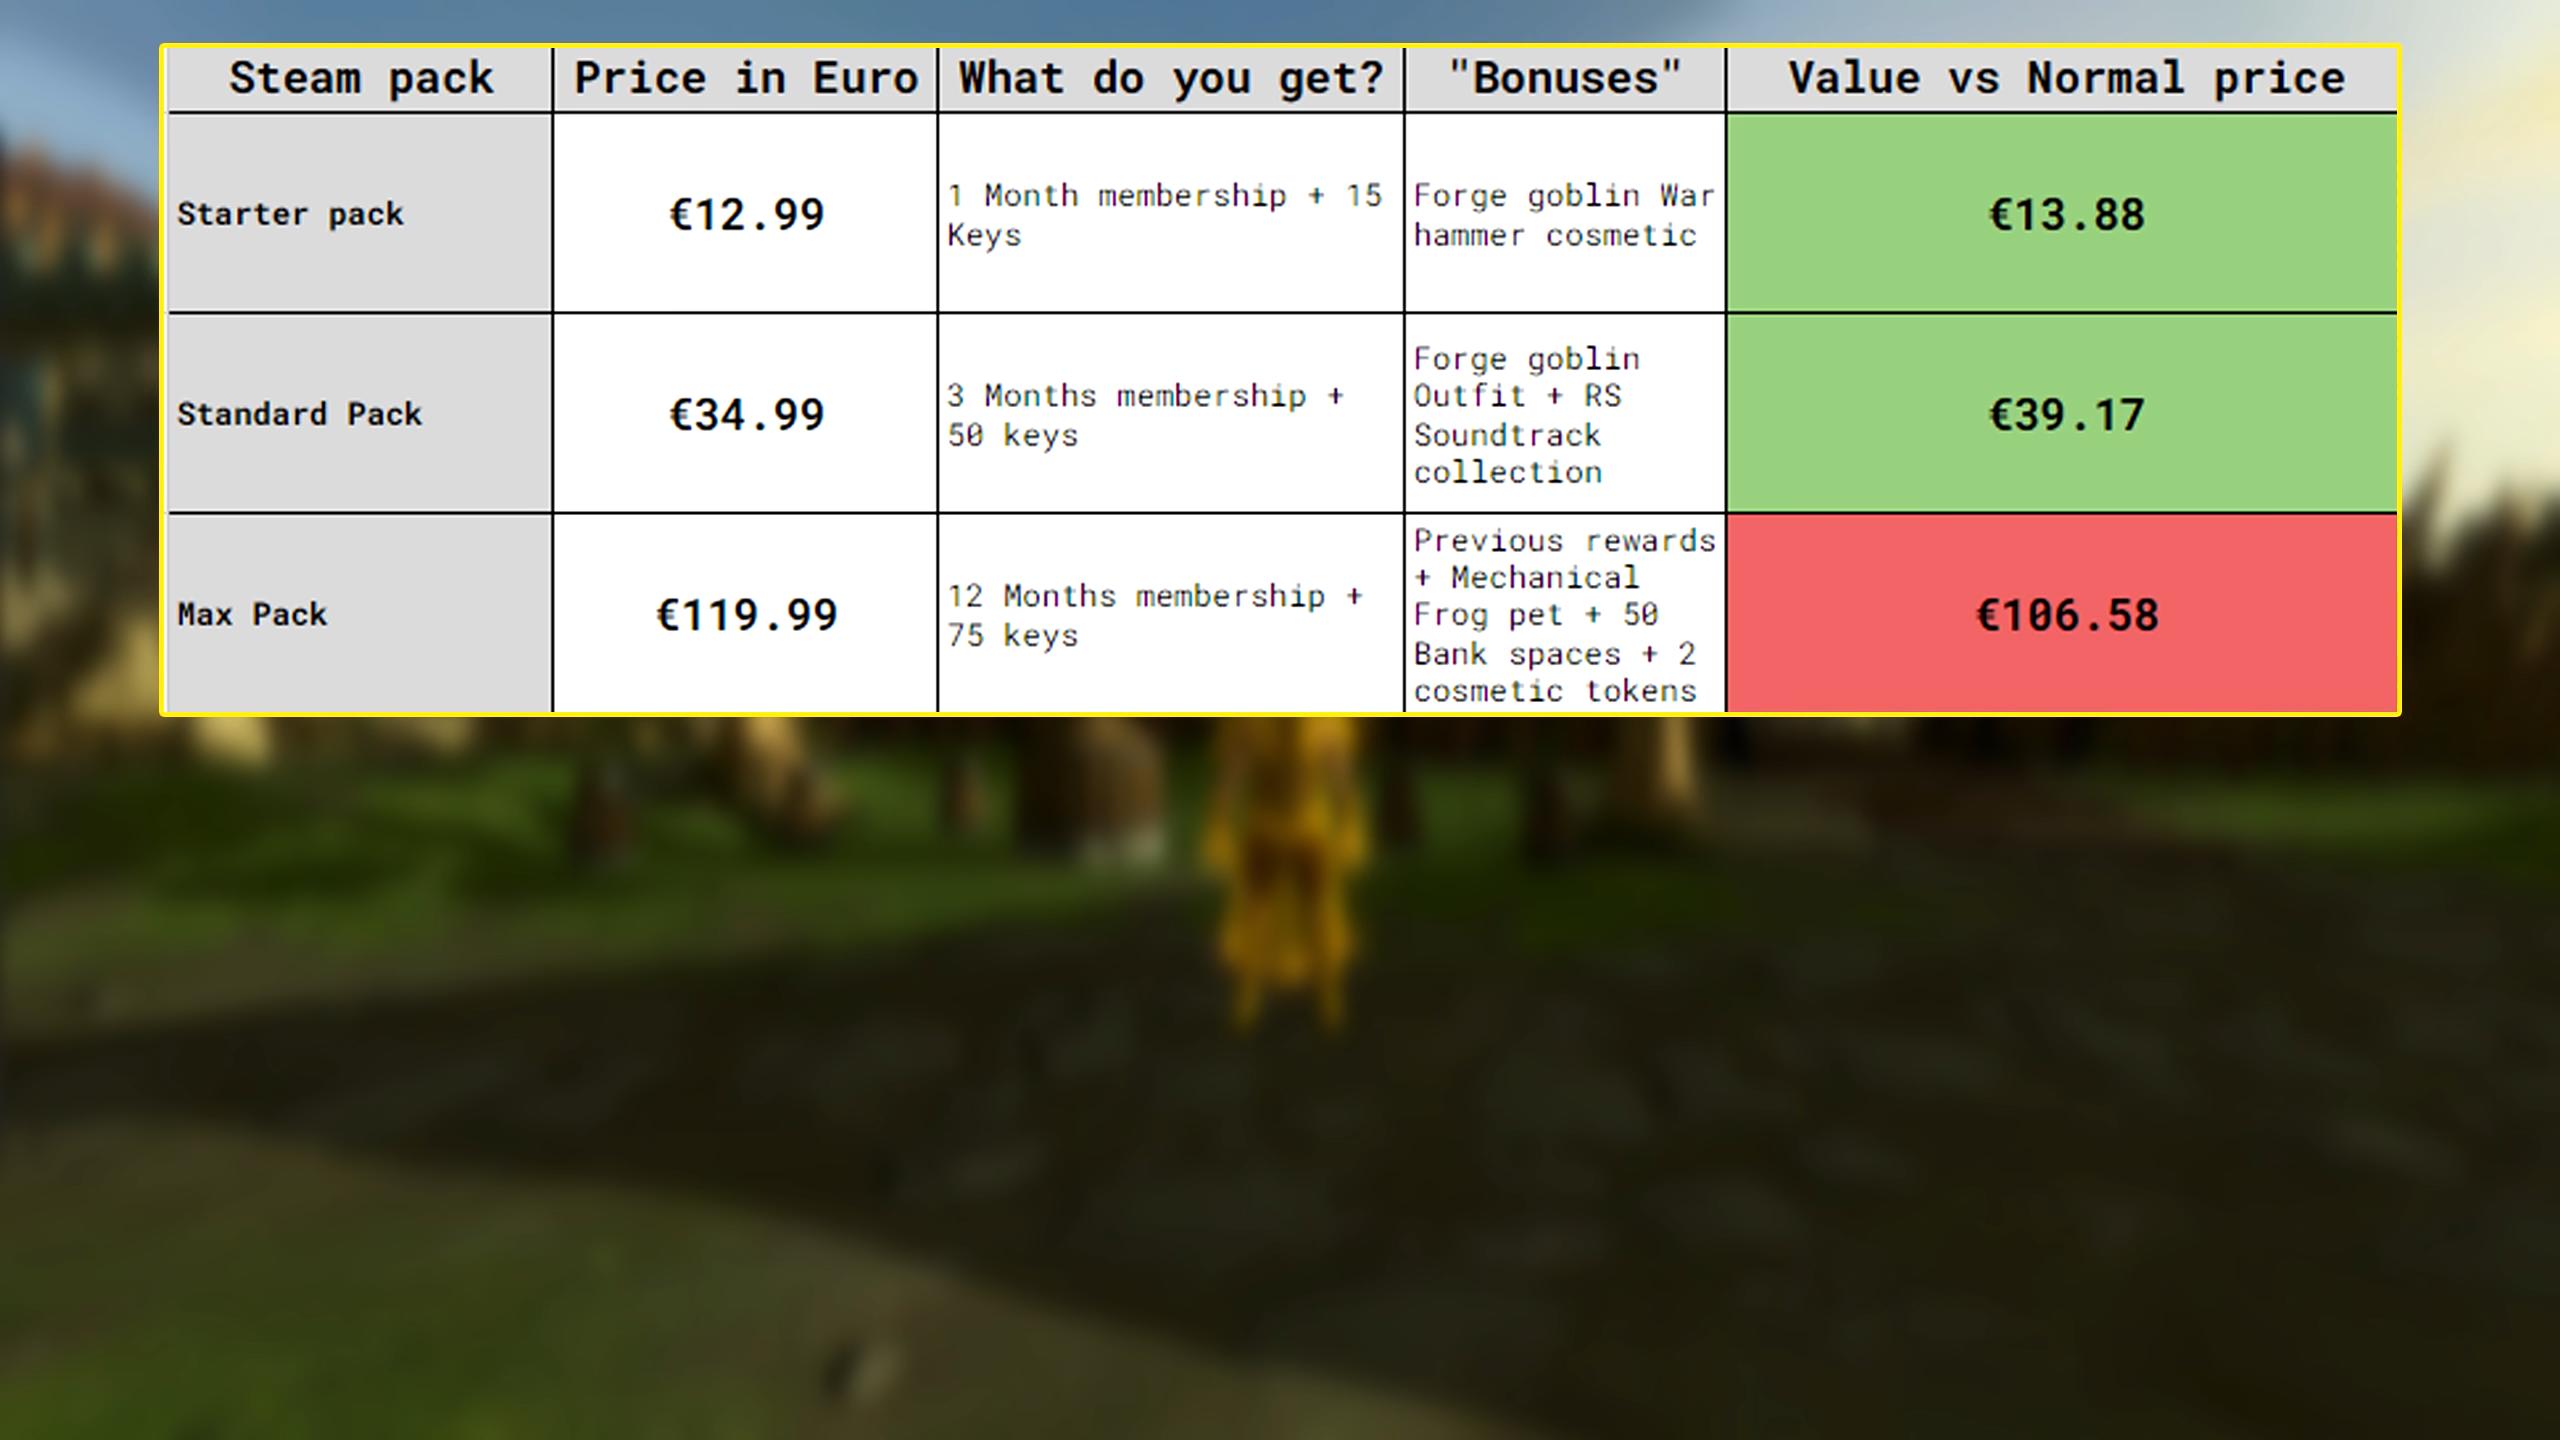 Steam pack
Price in Euro
What do you get?
"Bonuses"
Value vs Normal price
Starter pack
€12.99
1 Month membership + 15
Keys
Forge goblin War
hammer cosmetic
€13.88
Standard Pack
€34.99
3 Months membership +
50 keys
Forge goblin
Outfit + RS
Soundtrack
collection
€39.17
Max Pack
€119.99
12 Months membership +
75 keys
Previous rewards
+ Mechanical
Frog pet + 50
Bank spaces + 2
cosmetic tokens
€106.58